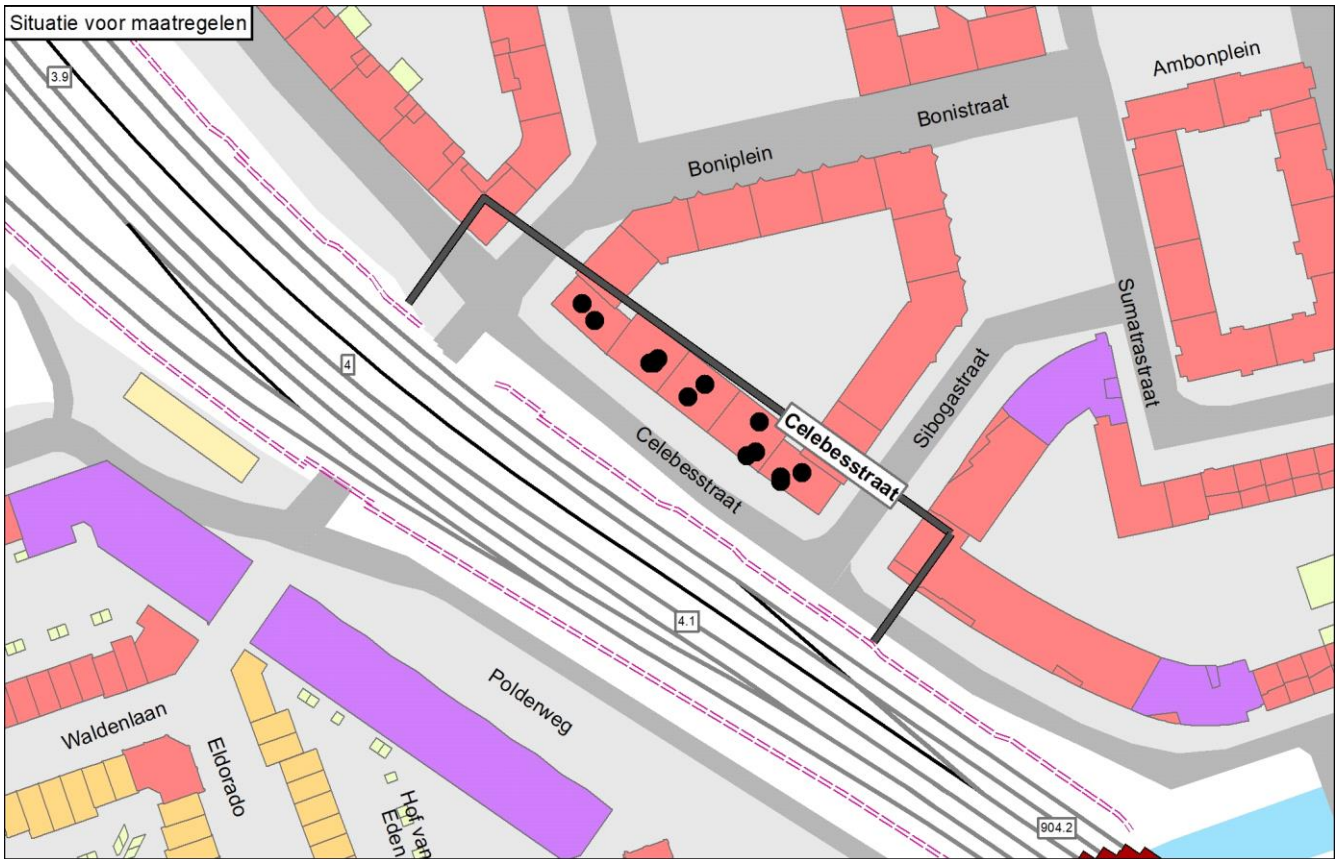 Situatie voor maatregelen
3.9
Ambonplein
Bonistraat
Boniplein
Sumatrastraat
4
Sibogastraat
Celebesstraat
Celebesstraat
4.1
Polderweg
Waldenlaan
Eldorado
Hof van
Eden
904.2